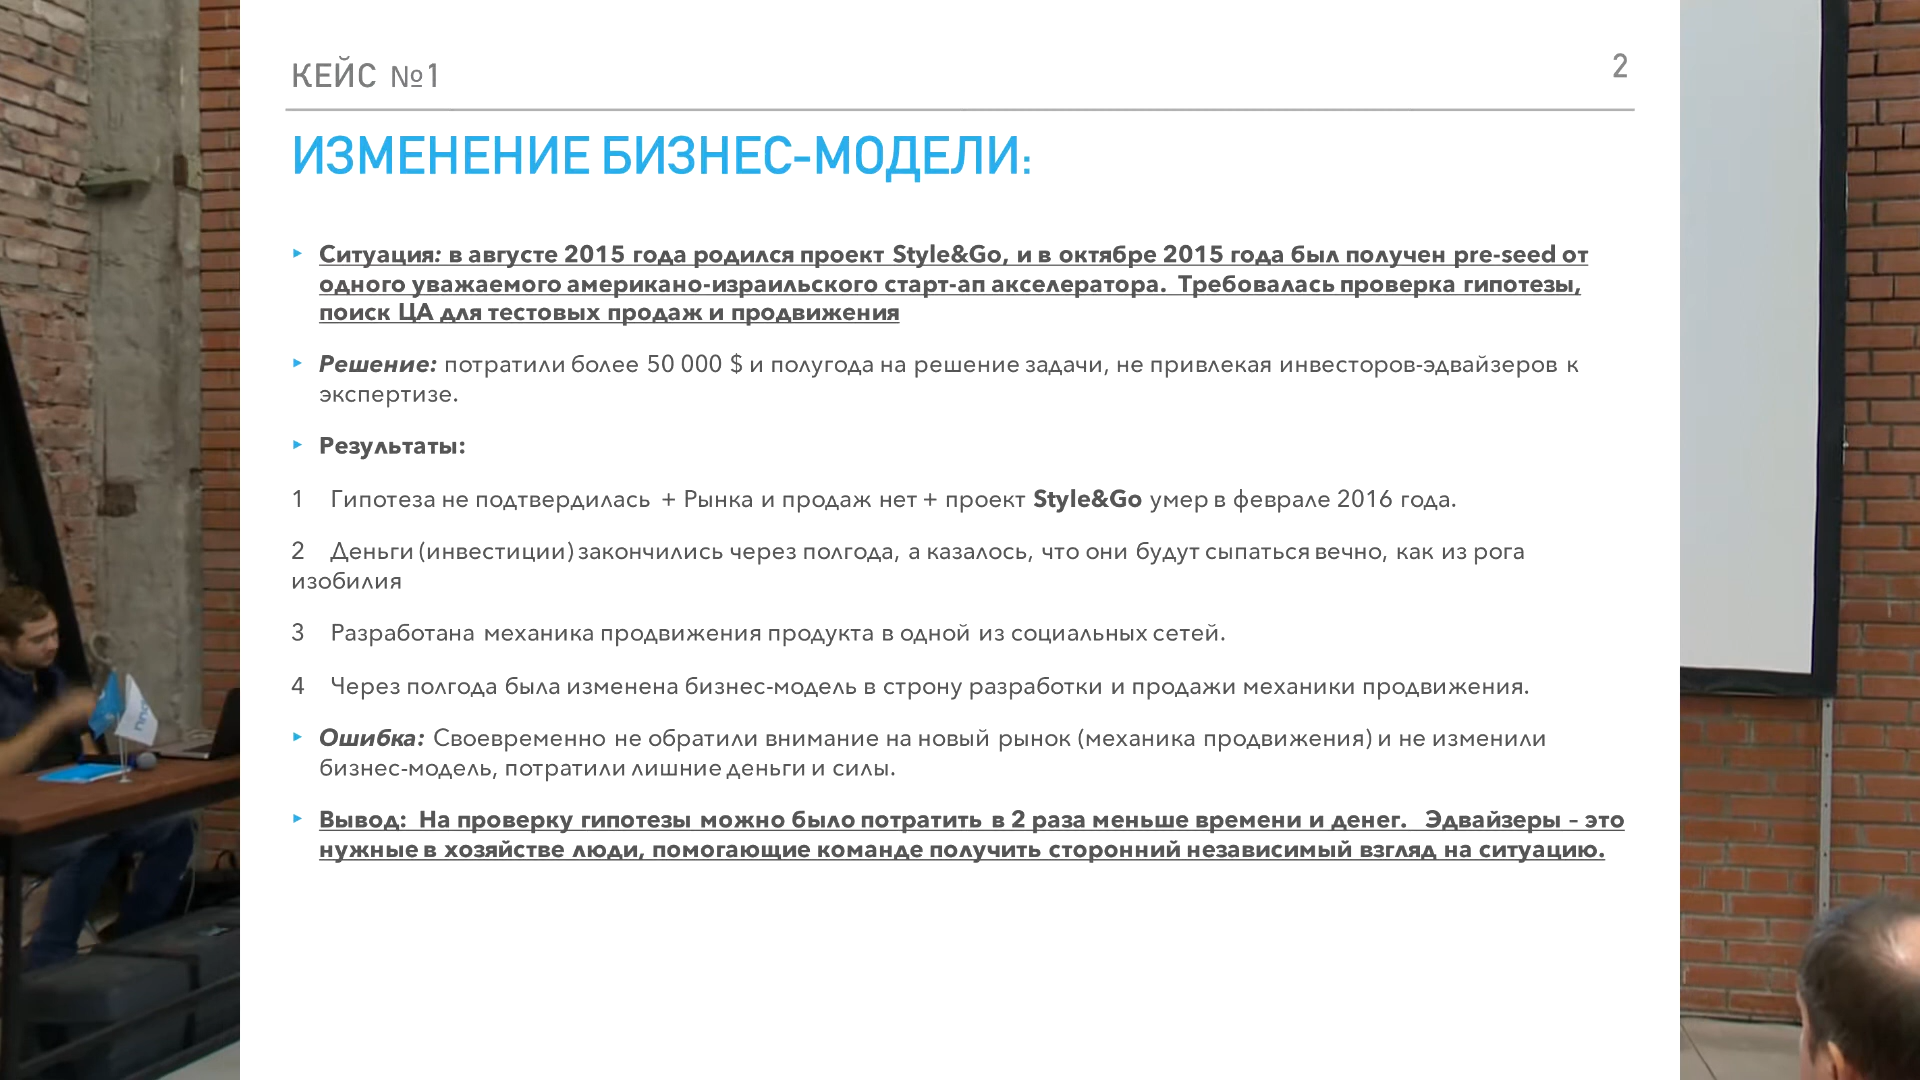 КЕЙС №1
2
ИЗМЕНЕНИЕ БИЗНЕС-МОДЕЛИ:
‣ Ситуация: в августе 2015 года родился проект Style&Go, и в октябре 2015 года был получен pre-seed от
одного уважаемого американо-израильского старт-ап акселератора. Требовалась проверка гипотезы,
поиск ЦА для тестовых продаж и продвижения
‣ Решение: потратили более 50 000 $ и полугода на решение задачи, не привлекая инвесторов-эдвайзеров к
экспертизе.
‣ Результаты:
1 Гипотеза не подтвердилась + Рынка и продаж нет + проект Style&Go умер в феврале 2016 года.
2 Деньги (инвестиции) закончились через полгода, а казалось, что они будут сыпаться вечно, как из рога
изобилия
3 Разработана механика продвижения продукта в одной из социальных сетей.
4 Через полгода была изменена бизнес-модель в строну разработки и продажи механики продвижения.
‣ Ошибка: Своевременно не обратили внимание на новый рынок (механика продвижения) и не изменили
бизнес-модель, потратили лишние деньги и силы.
‣ Вывод: На проверку гипотезы можно было потратить в 2 раза меньше времени и денег. Эдвайзеры – это
нужные в хозяйстве люди, помогающие команде получить сторонний независимый взгляд на ситуацию.